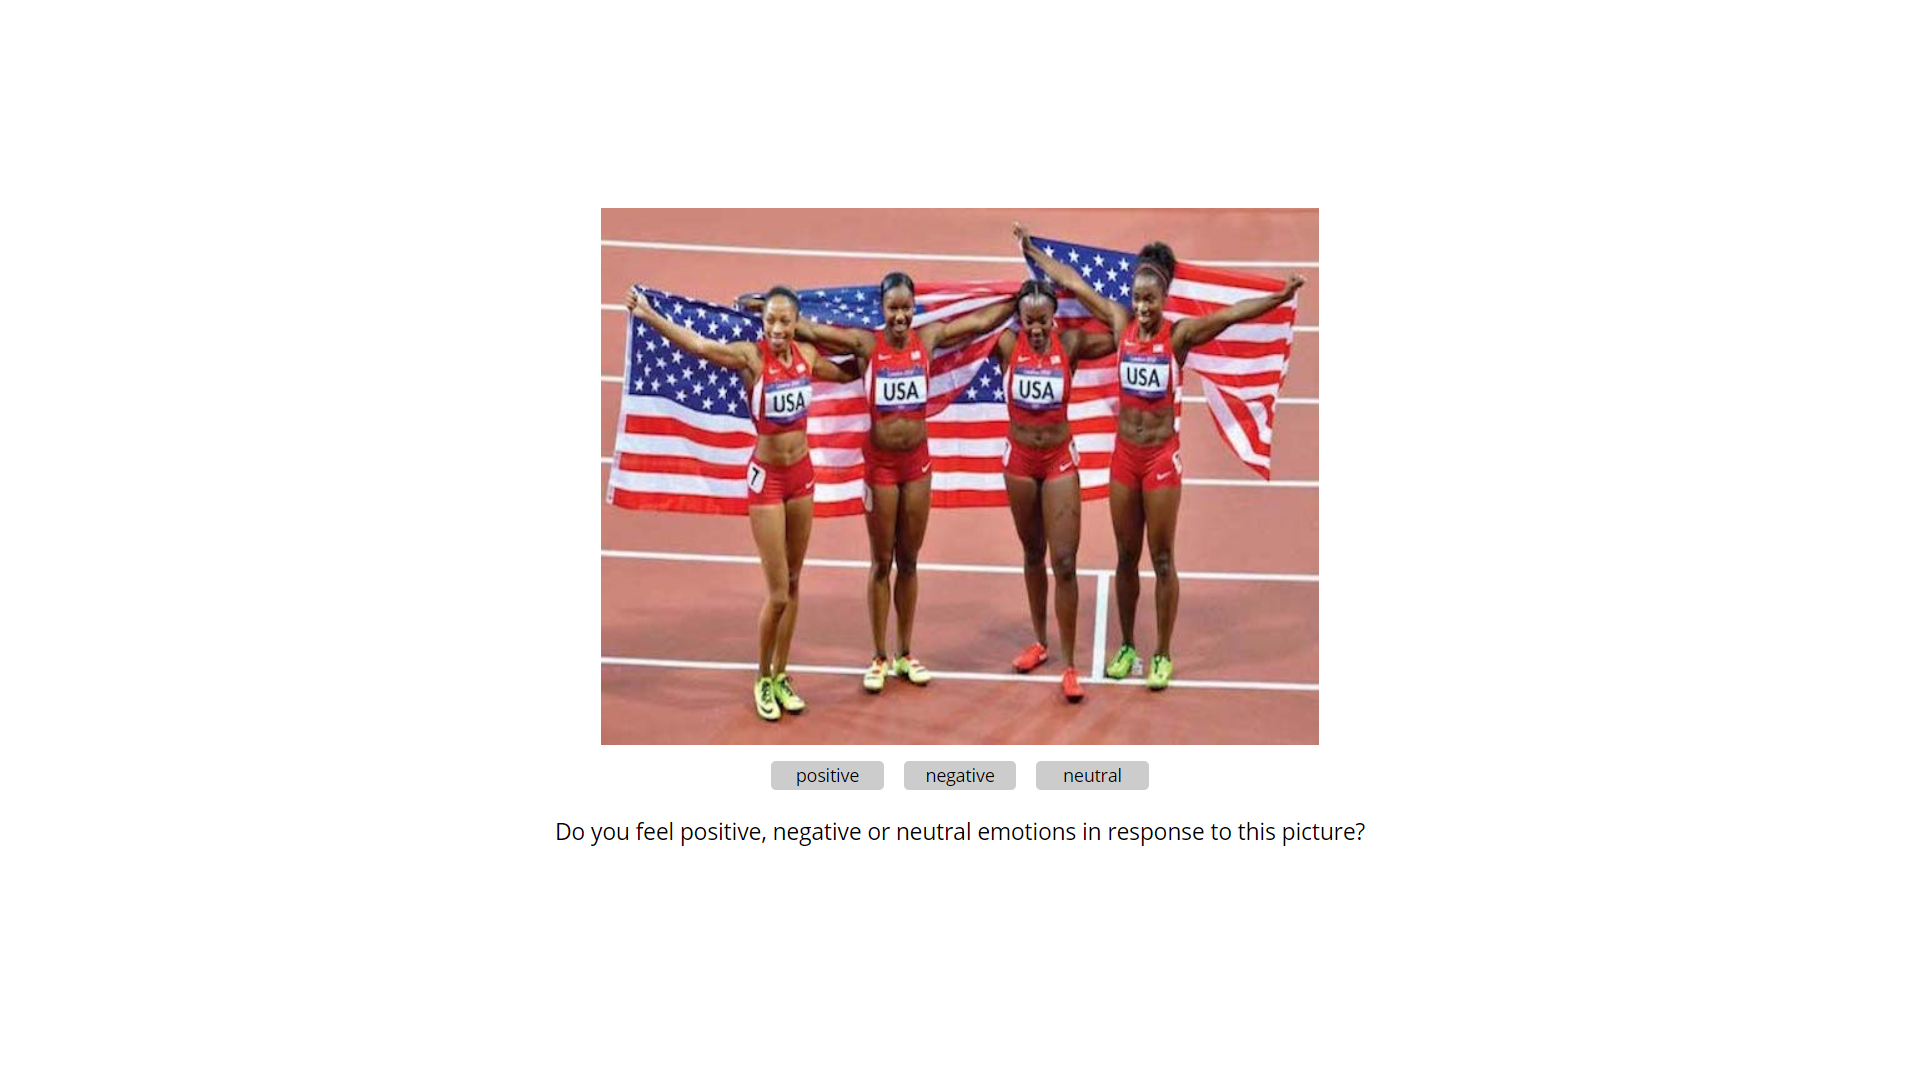 USA
USA
USA
USA
7
positive
negative
neutral
Do you feel positive, negative or neutral emotions in response to this picture?